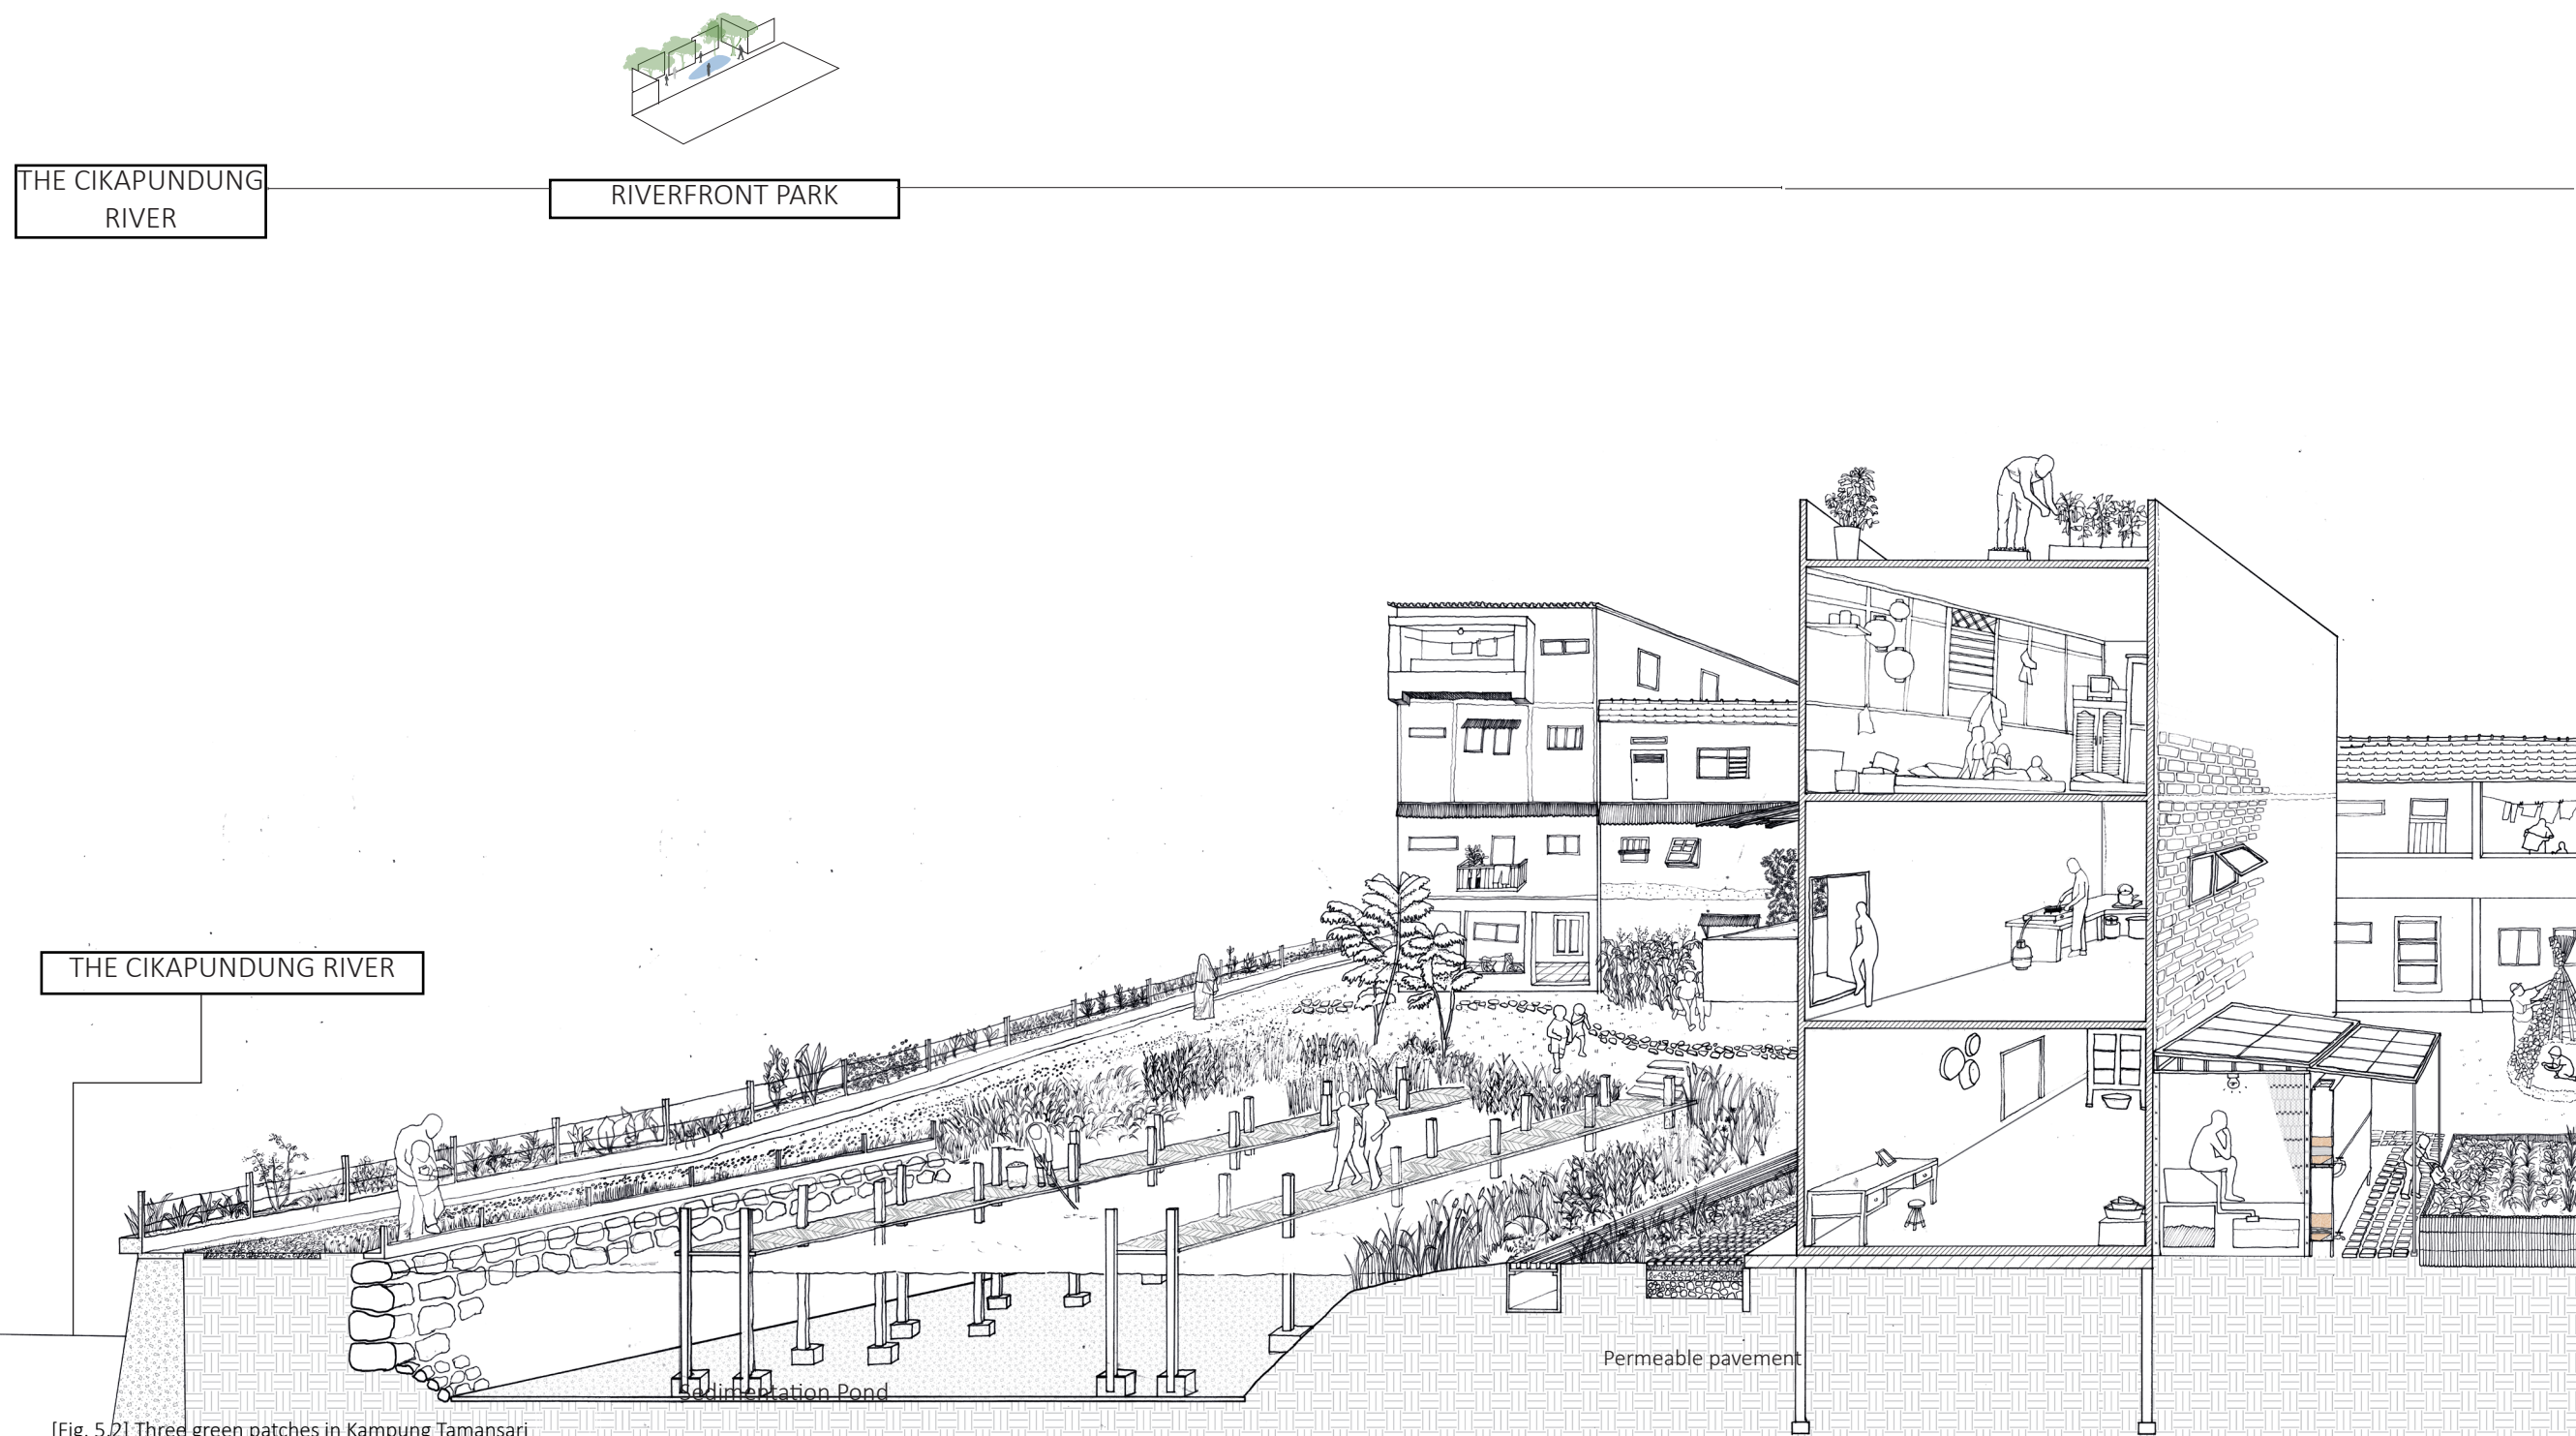 THE CIKAPUNDUNG
RIVER
RIVERFRONT PARK
THE CIKAPUNDUNG RIVER
Permeable pavement
Sedimentation Pond
[Fig. 5.2] Three green patches in Kampung Tamansari